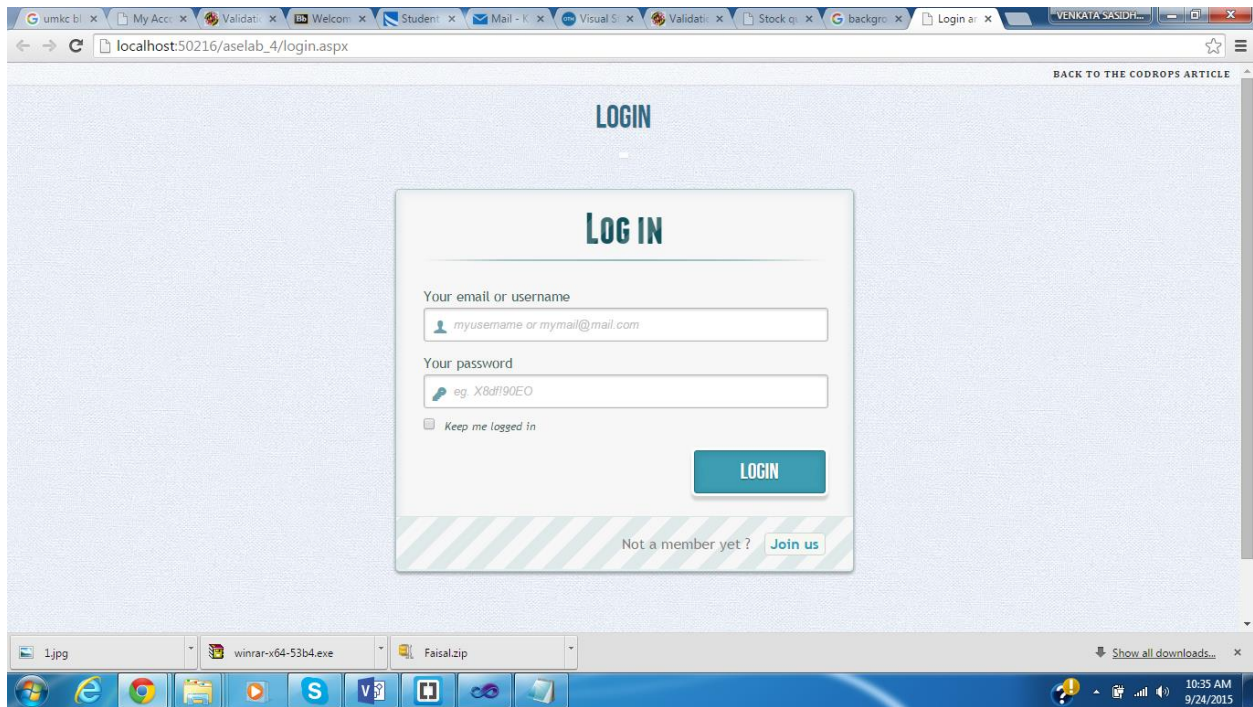 umkc bl
My Acco
Validati
Bb Welcom
Student
Mail - K
Visual S
Validati
Stock q
backgro
Login ar
VENKATA SASIDH...
localhost:50216/aselab_4/login.aspx
BACK TO THE CODROPS ARTICLE
LOGIN
LOG IN
Your email or username
myusername or mymail@mail.com
Your password
eg. X8df!90EO
Keep me logged in
LOGIN
Not a member yet ? Join us
1.jpg
winrar-x64-53b4.exe
Faisal.zip
Show all downloads...
10:35 AM
9/24/2015